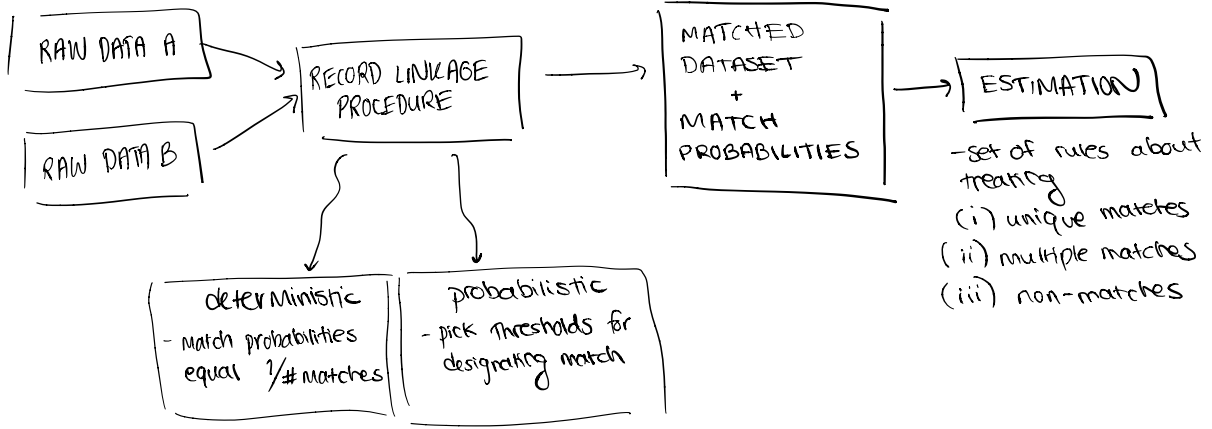 RAW DATA A
RAW DATA B
RECORD LINKAGE
PROCEDURE
MATCHED
DATASET
+
MATCH
PROBABILITIES
ESTIMATION
- set of rules about
treating
(i) unique matches
(ii) multiple matches
(iii) non-matches
deterministic
- Match probabilities
equal 1/# matches
probabilistic
- pick thresholds for
designating match